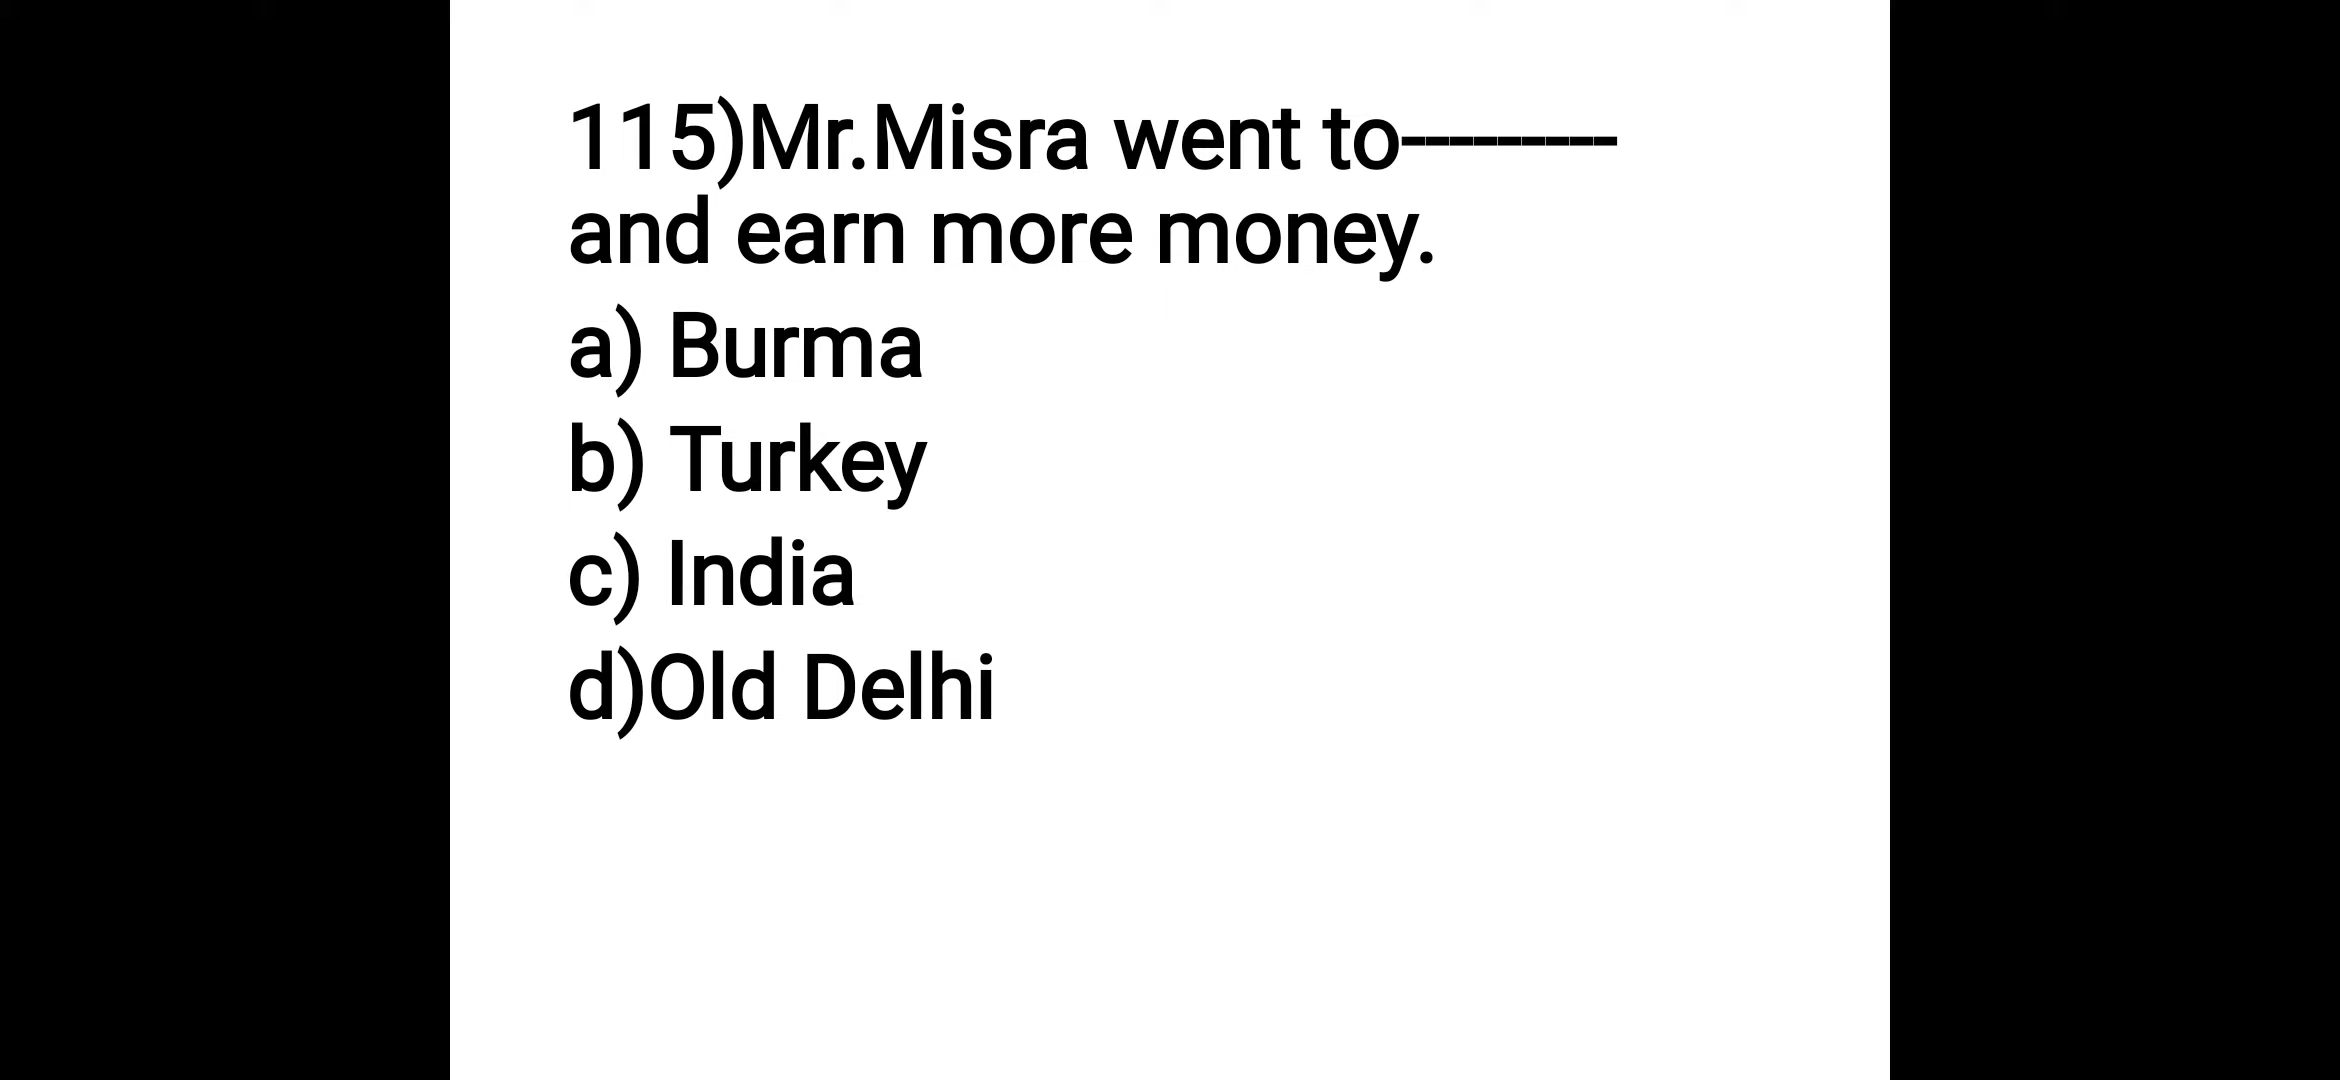 115)Mr.Misra went to---------
and earn more money.
a) Burma
b) Turkey
c) India
d)Old Delhi